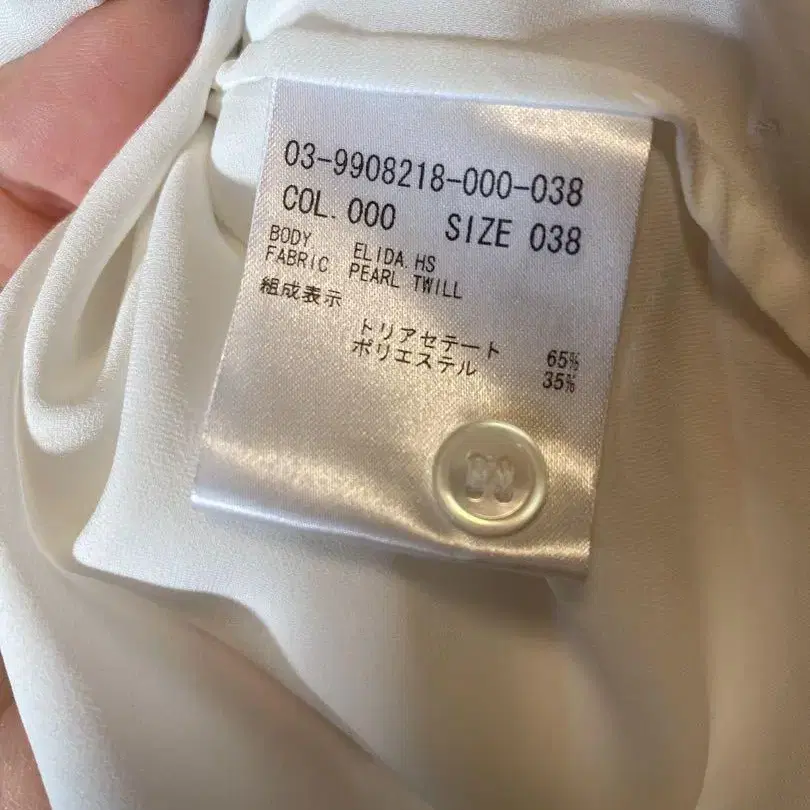 03-9908218-000-038
COL. 000 SIZE 038
BODY ELIDA HS
FABRIC PEARL TWILL
組成表示
トリアセテート 65%
ポリエステル 35%